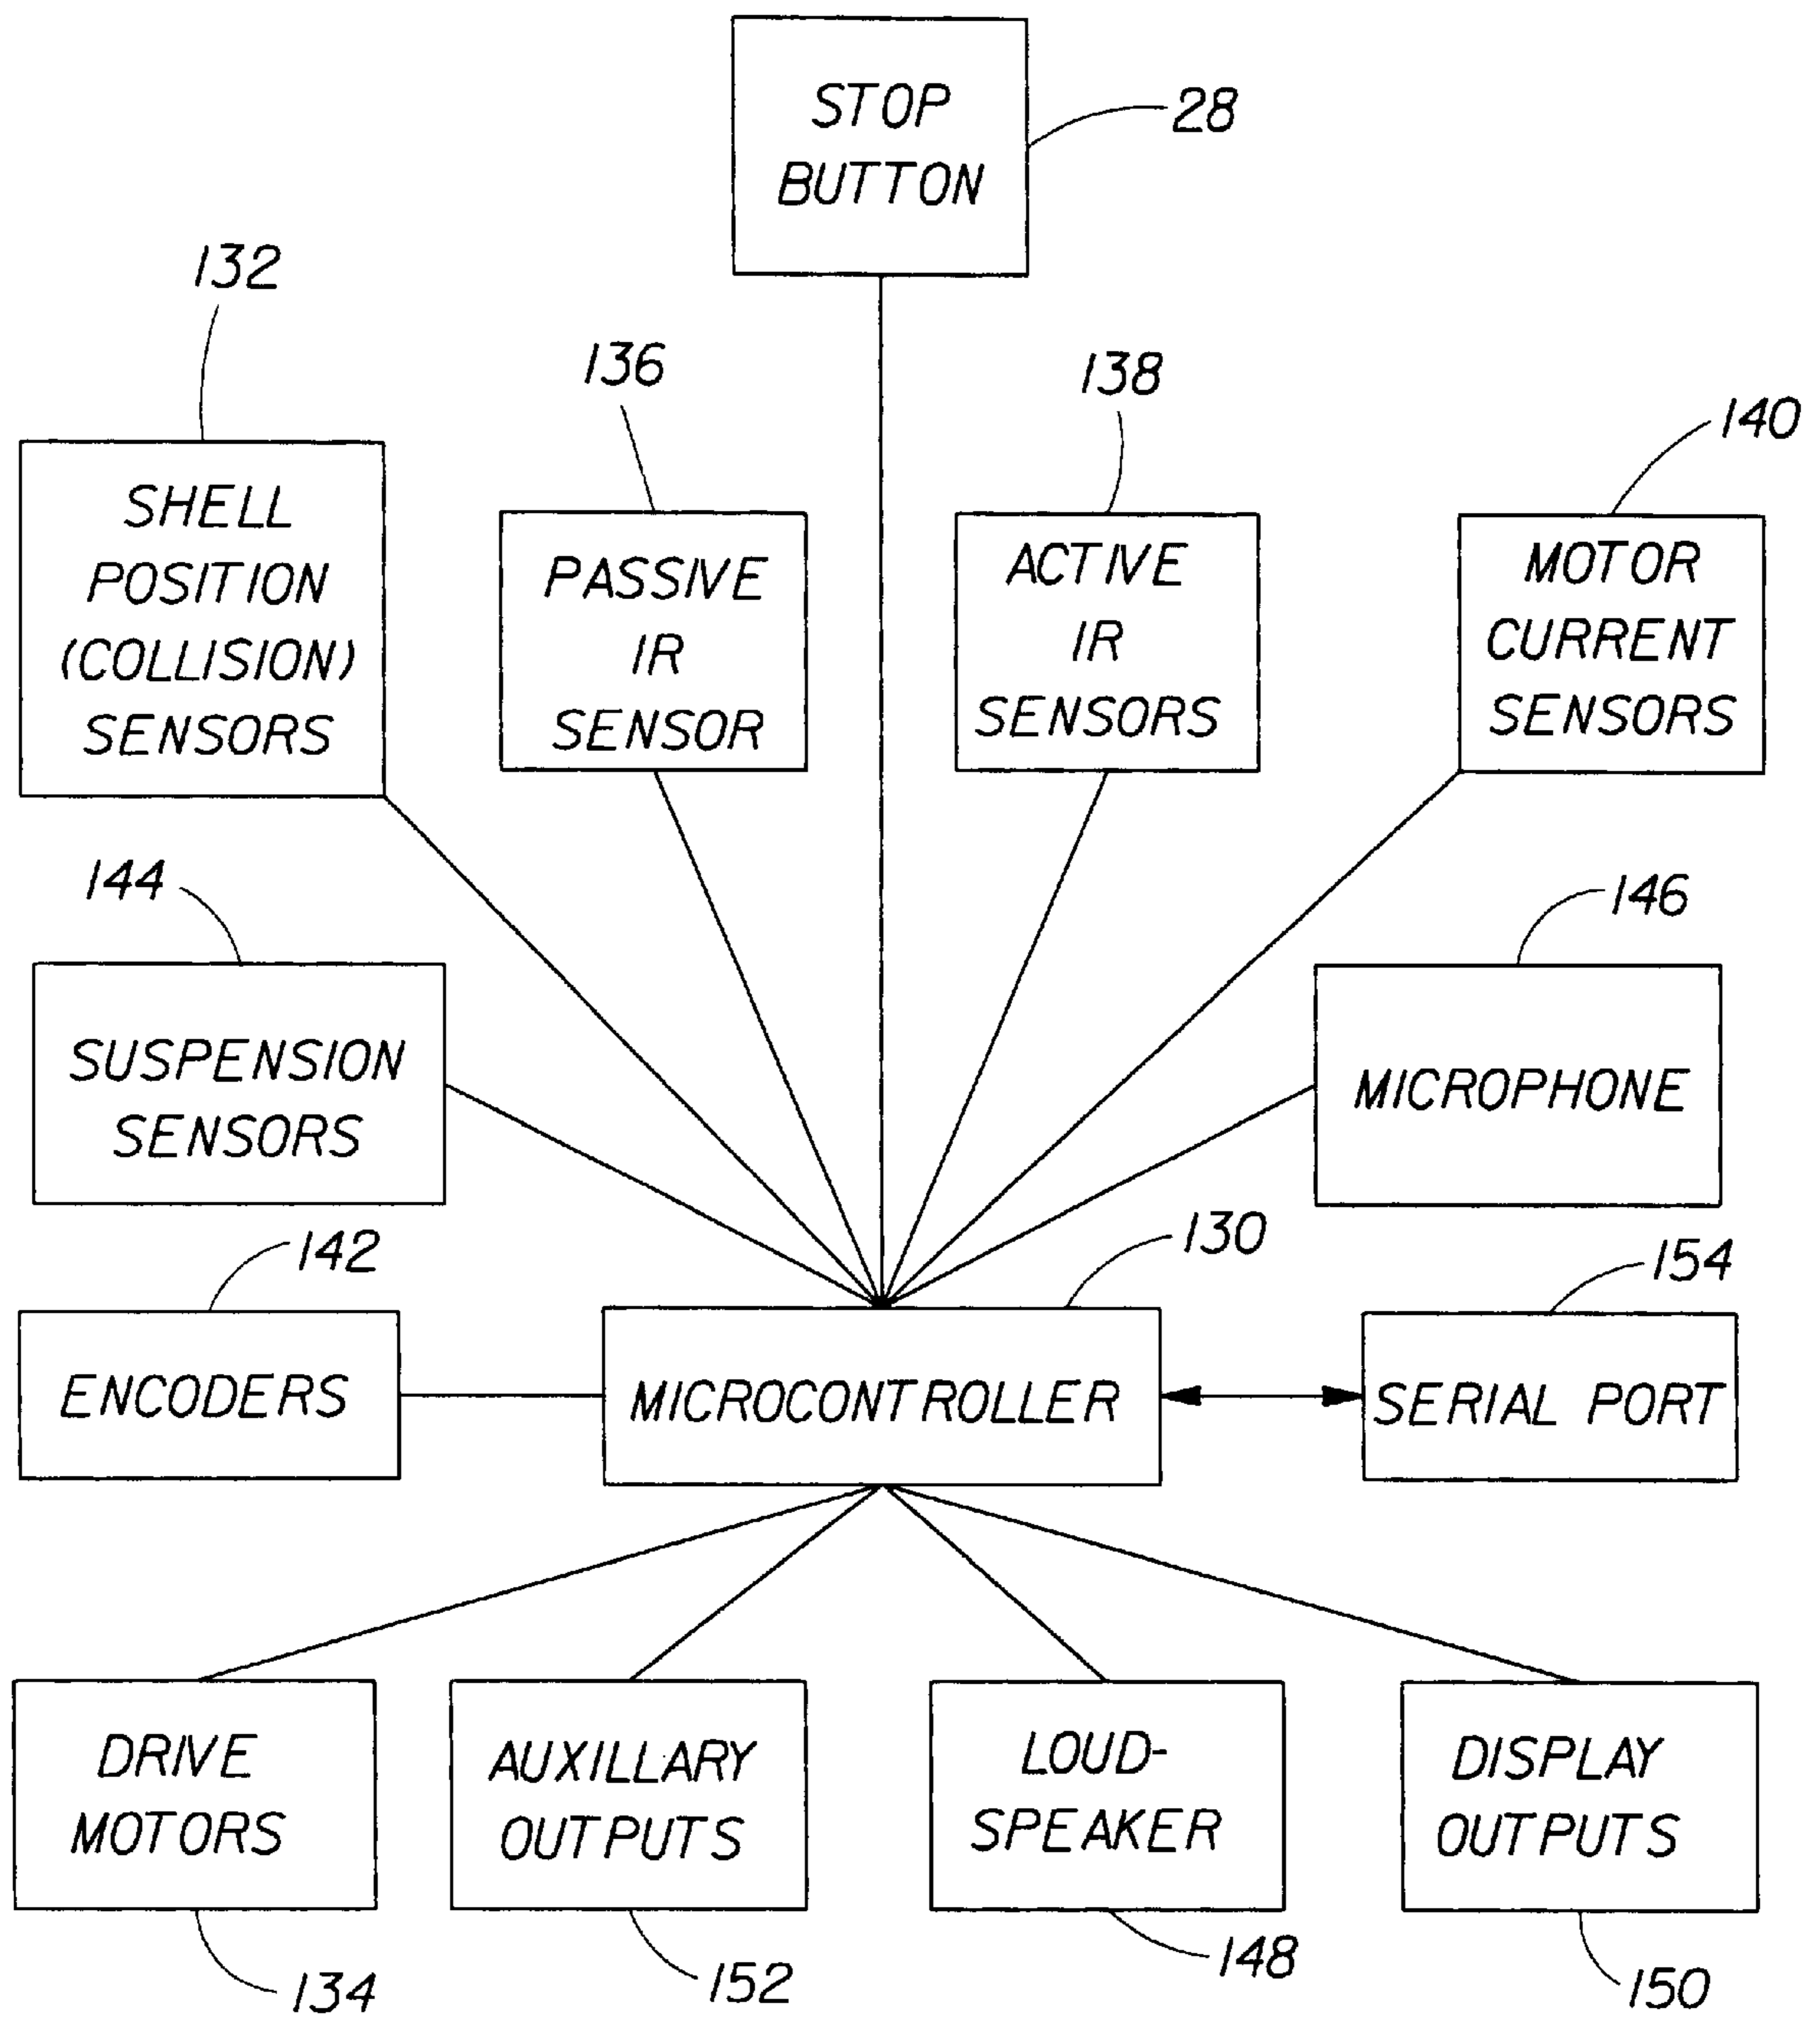 STOP
BUTTON
28
132
136
138
140
SHELL
POSITION
(COLLISION)
SENSORS
PASSIVE
IR
SENSOR
ACTIVE
IR
SENSORS
MOTOR
CURRENT
SENSORS
144
146
SUSPENSION
SENSORS
MICROPHONE
142
130
154
ENCODERS
MICROCONTROLLER
SERIAL PORT
DRIVE
MOTORS
AUXILLARY
OUTPUTS
LOUD-
SPEAKER
DISPLAY
OUTPUTS
134
152
148
150